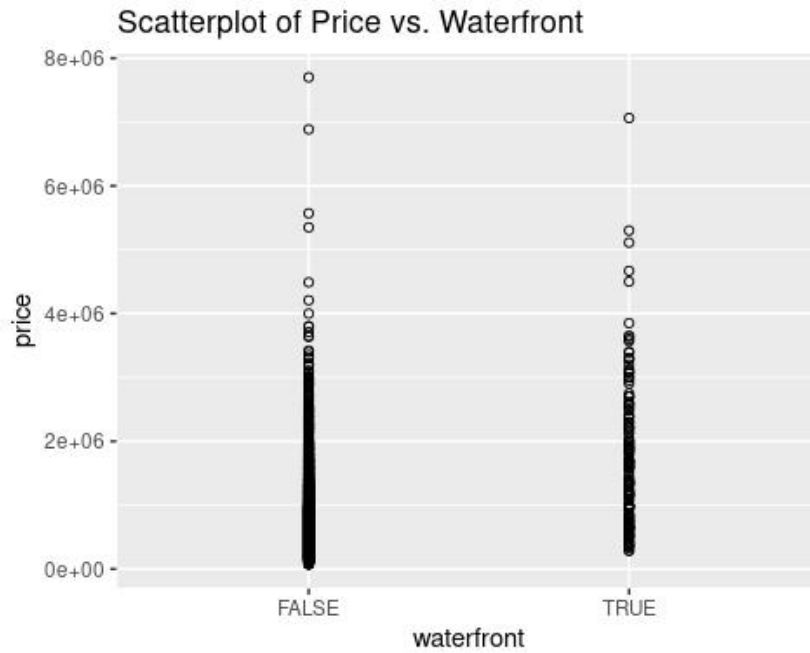 Scatterplot of Price vs. Waterfront
8e+06
6e+06
4e+06
2e+06
0e+00
price
FALSE TRUE
waterfront